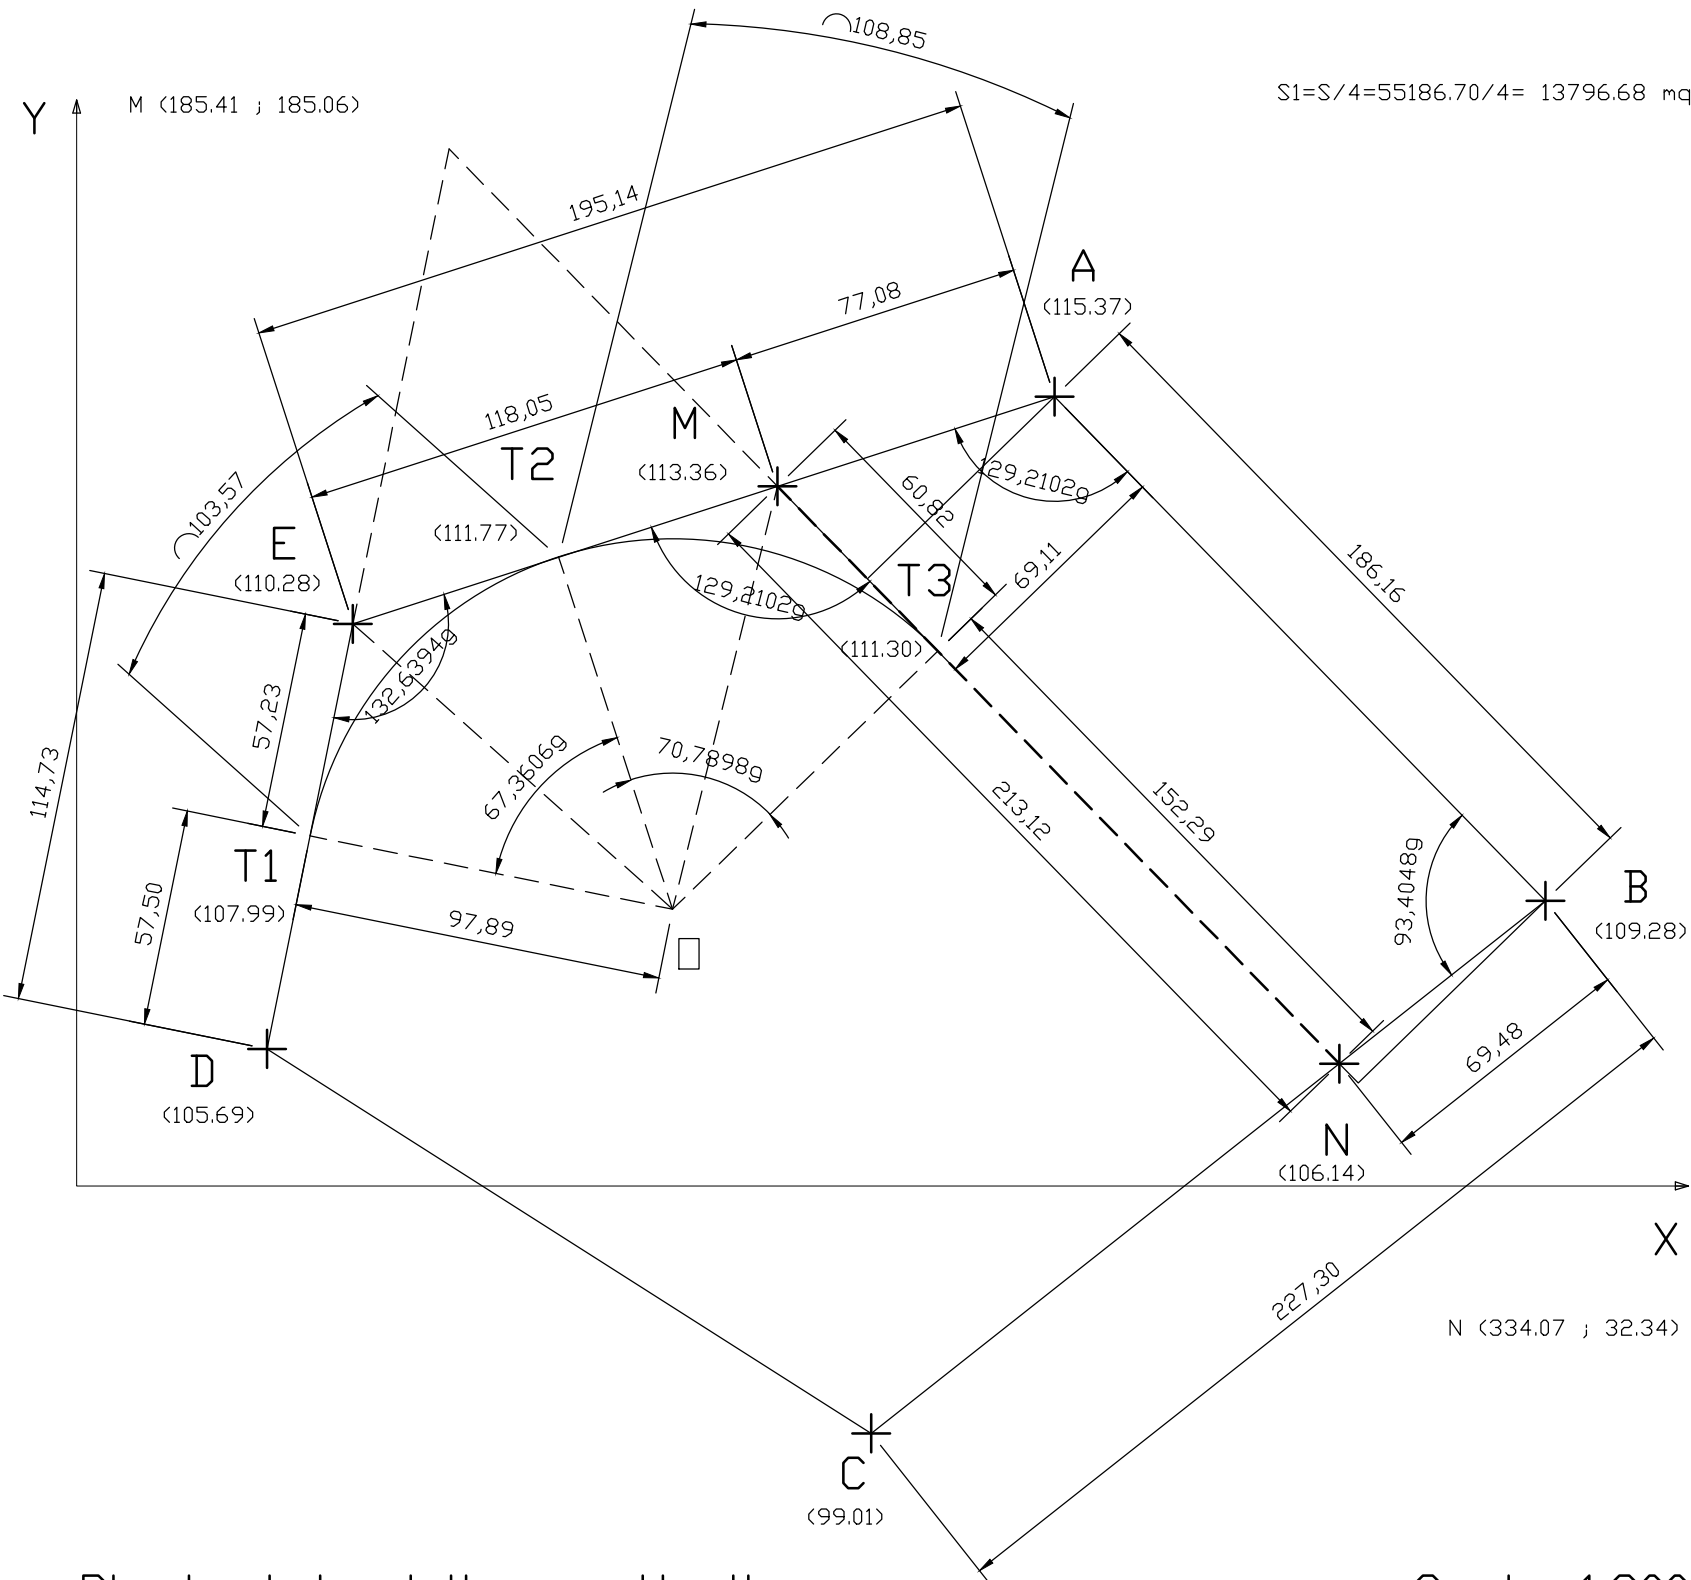 108,85
Y
M (185.41 ; 185.06)
S1=S/4=55186.70/4= 13796.68 mq
195,14
77,08
A
(115.37)
118,05
M
T2
(113.36)
129,2102g
103,57
60,82
(111.77)
E
(110.28)
69,11
186,16
T3
129,2102g
(111.30)
132,6394g
57,23
114,73
67,3606g
70,7898g
213,12
152,29
T1
(107.99)
57,50
97,89
93,4048g
B
(109.28)
D
(105.69)
69,48
N
(106.14)
X
227,30
N (334.07 ; 32.34)
C
(99.01)